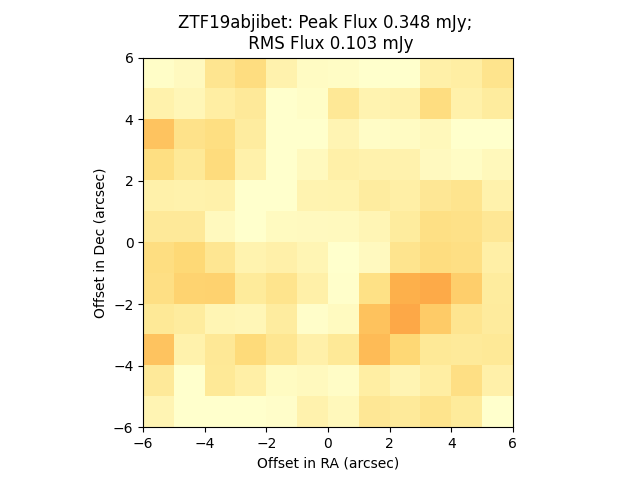 ZTF19abjibet: Peak Flux 0.348 mJy;
RMS Flux 0.103 mJy
6
4
2
0
−2
−4
−6
Offset in Dec (arcsec)
−6 −4 −2 0 2 4 6
Offset in RA (arcsec)